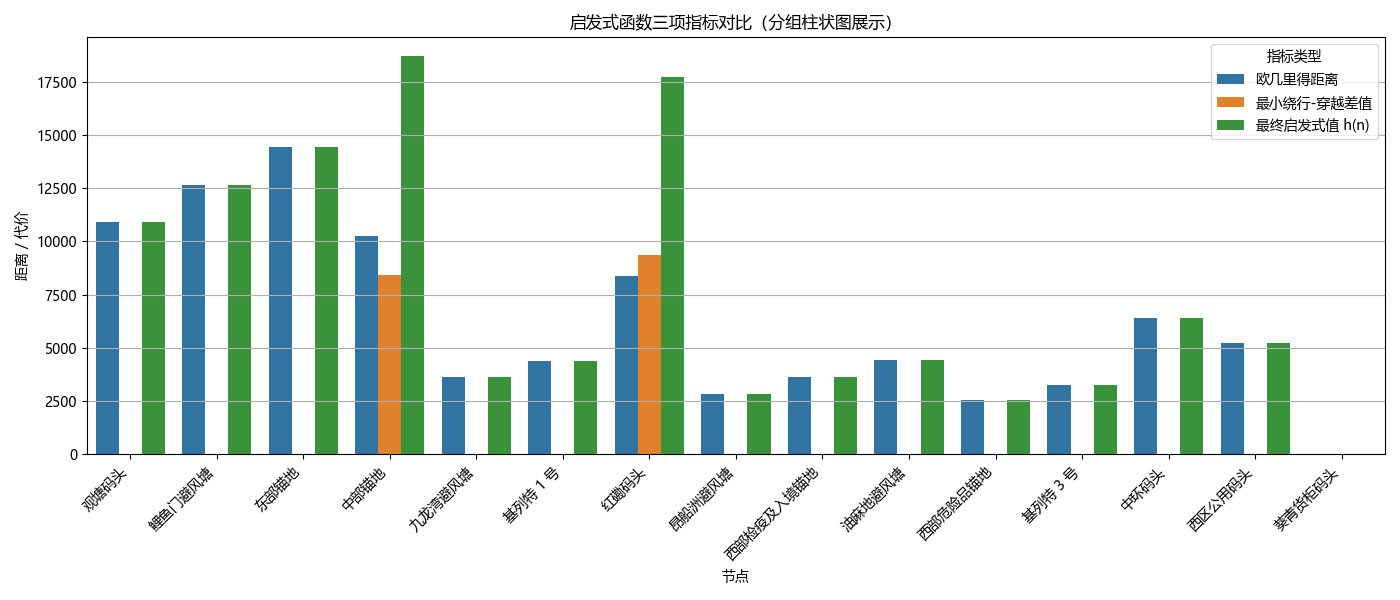 启发式函数三项指标对比（分组柱状图展示）
指标类型
欧几里得距离
最小绕行-穿越差值
最终启发式值 h(n)
距离 / 代价
17500
15000
12500
10000
7500
5000
2500
0
观塘码头
鲤鱼门避风塘
东部锚地
中部锚地
九龙湾避风塘
基列特 1 号
红磡码头
昂船洲避风塘
西部检疫及入境锚地
油麻地避风塘
西部危险品锚地
基列特 3 号
中环码头
西区公用码头
葵青货柜码头
节点